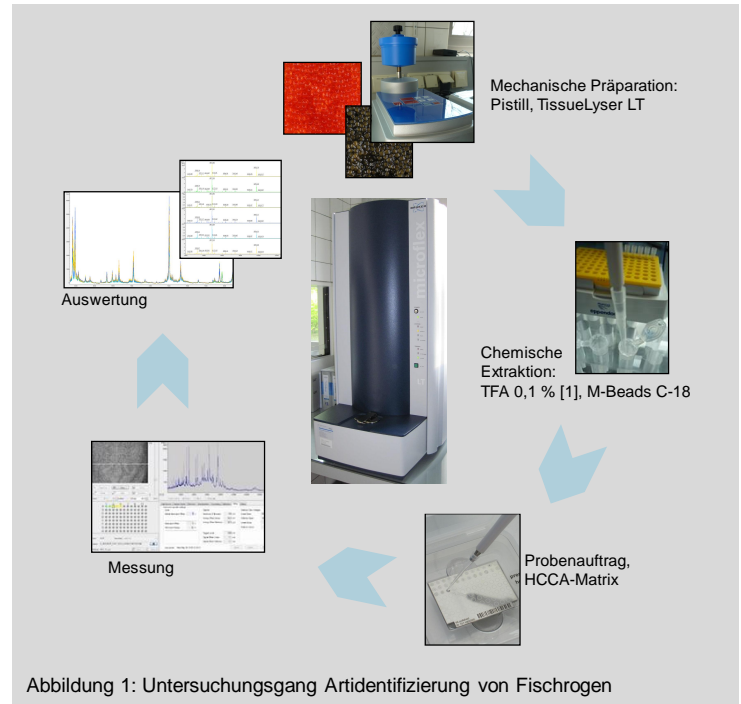 Mechanische Präparation:
Pistill, TissueLyser LT
microflex
Chemische
Extraktion:
TFA 0,1 % [1], M-Beads C-18
Probenauftrag,
HCCA-Matrix
Messung
Auswertung
Abbildung 1: Untersuchungsgang Artidentifizierung von Fischrogen